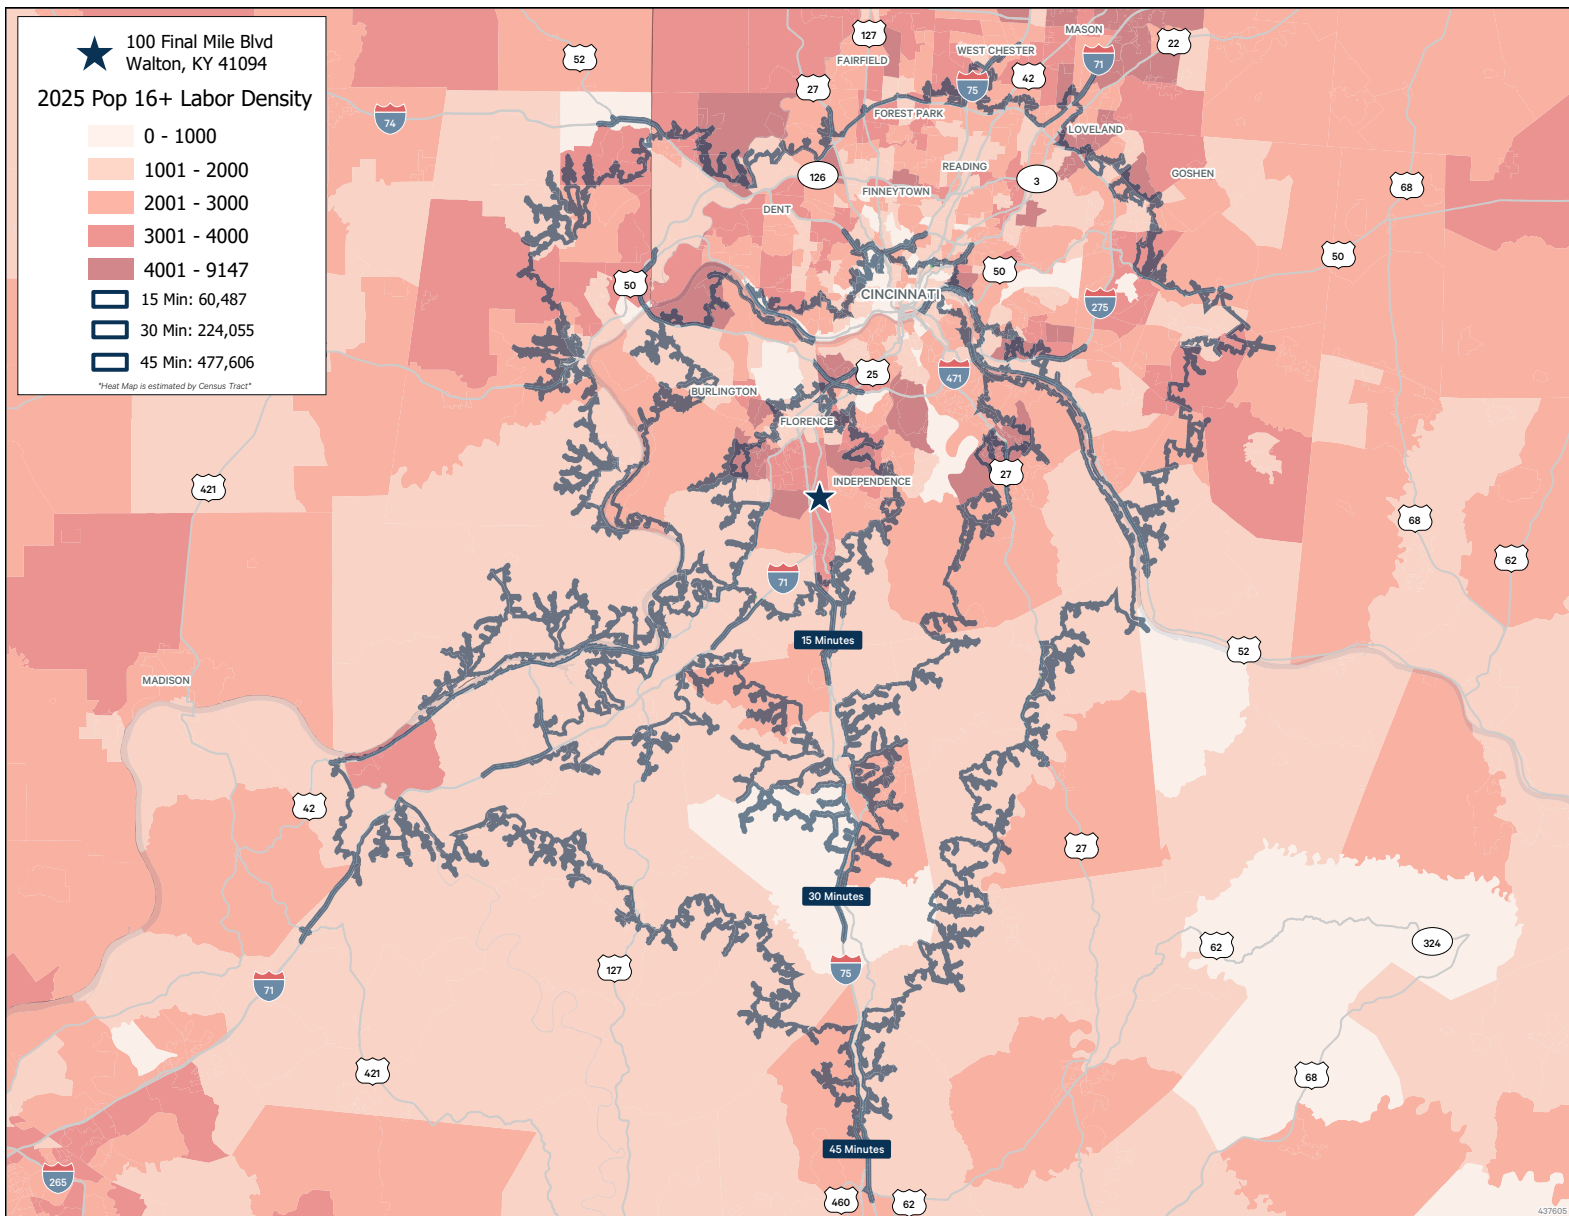 100 Final Mile Blvd
Walton, KY 41094
2025 Pop 16+ Labor Density
0 - 1000
1001 - 2000
2001 - 3000
3001 - 4000
4001 - 9147
15 Min: 60,487
30 Min: 224,055
45 Min: 477,606
"Heat Map is estimated by Census Tract"
MASON
127
22
WEST CHESTER
52
FAIRFIELD
71
42
75
27
FOREST PARK
74
LOVELAND
READING
GOSHEN
126
3
68
FINNEYTOWN
DENT
50
50
50
CINCINNATI
275
25
471
BURLINGTON
FLORENCE
27
INDEPENDENCE
421
68
62
71
15 Minutes
52
MADISON
42
27
30 Minutes
62
324
127
75
71
421
68
45 Minutes
265
460
62
437605